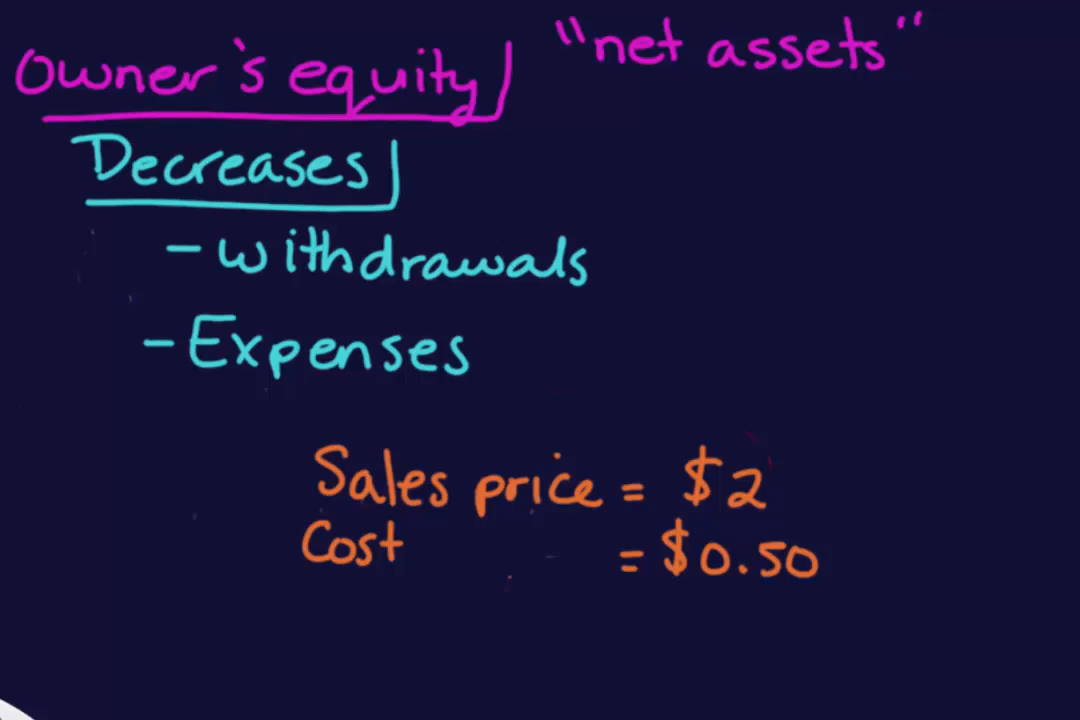 Owner's equity "net assets"
Decreases
- withdrawals
- Expenses
Sales price = $2
Cost = $0.50